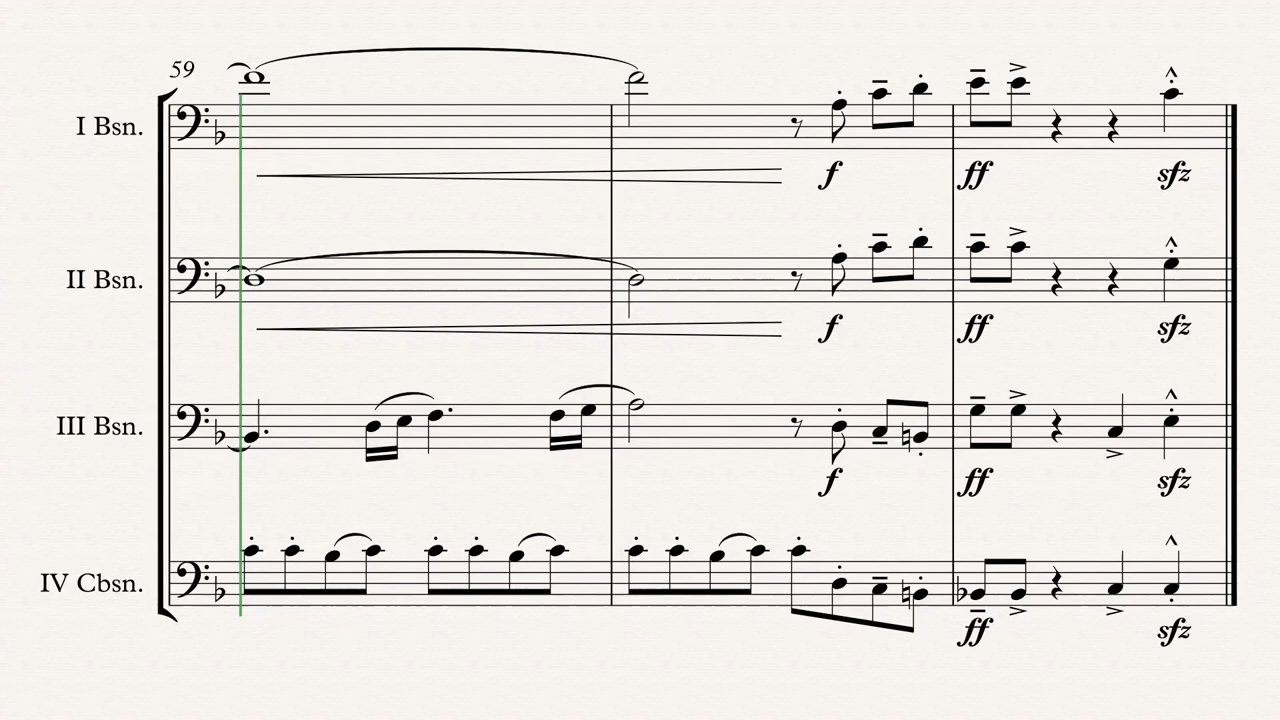 59
I Bsn.
f ff sfz
II Bsn.
f ff sfz
III Bsn.
f ff sfz
IV Cbsn.
ff sfz